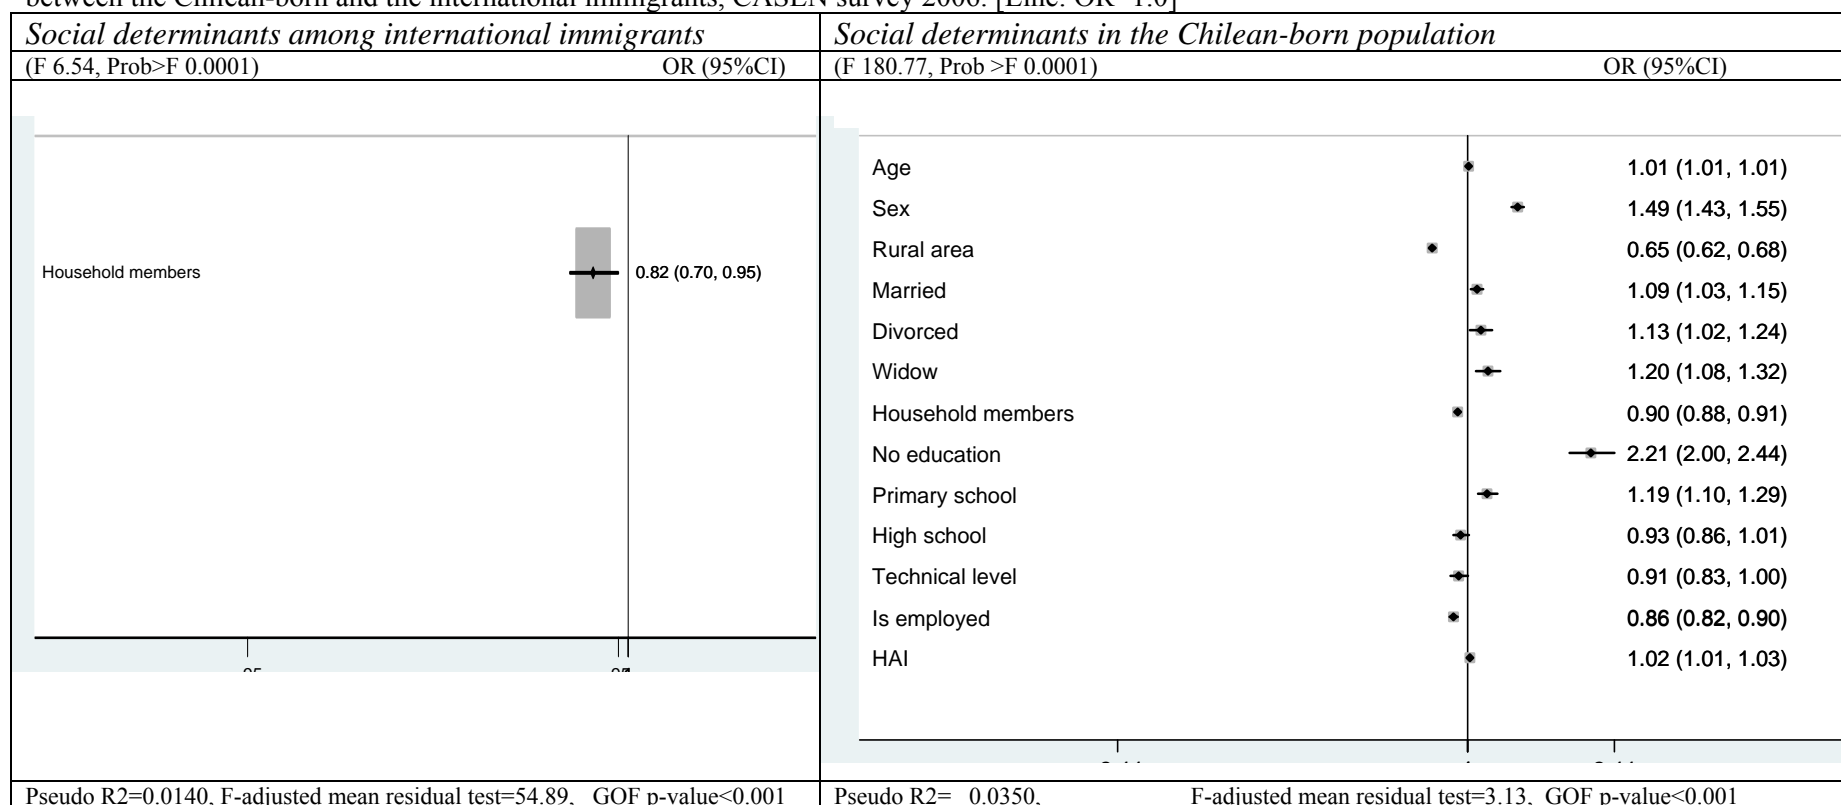 between the Chilean-born and the international immigrants, CASEN survey 2006. [Line: OR=1.0]
Social determinants among international immigrants
(F 6.54, Prob>F 0.0001) OR (95%CI)
Household members 0.82 (0.70, 0.95)
Pseudo R2=0.0140, F-adjusted mean residual test=54.89, GOF p-value<0.001
Social determinants in the Chilean-born population
(F 180.77, Prob >F 0.0001) OR (95%CI)
Age 1.01 (1.01, 1.01)
Sex 1.49 (1.43, 1.55)
Rural area 0.65 (0.62, 0.68)
Married 1.09 (1.03, 1.15)
Divorced 1.13 (1.02, 1.24)
Widow 1.20 (1.08, 1.32)
Household members 0.90 (0.88, 0.91)
No education 2.21 (2.00, 2.44)
Primary school 1.19 (1.10, 1.29)
High school 0.93 (0.86, 1.01)
Technical level 0.91 (0.83, 1.00)
Is employed 0.86 (0.82, 0.90)
HAI 1.02 (1.01, 1.03)
Pseudo R2= 0.0350, F-adjusted mean residual test=3.13, GOF p-value<0.001